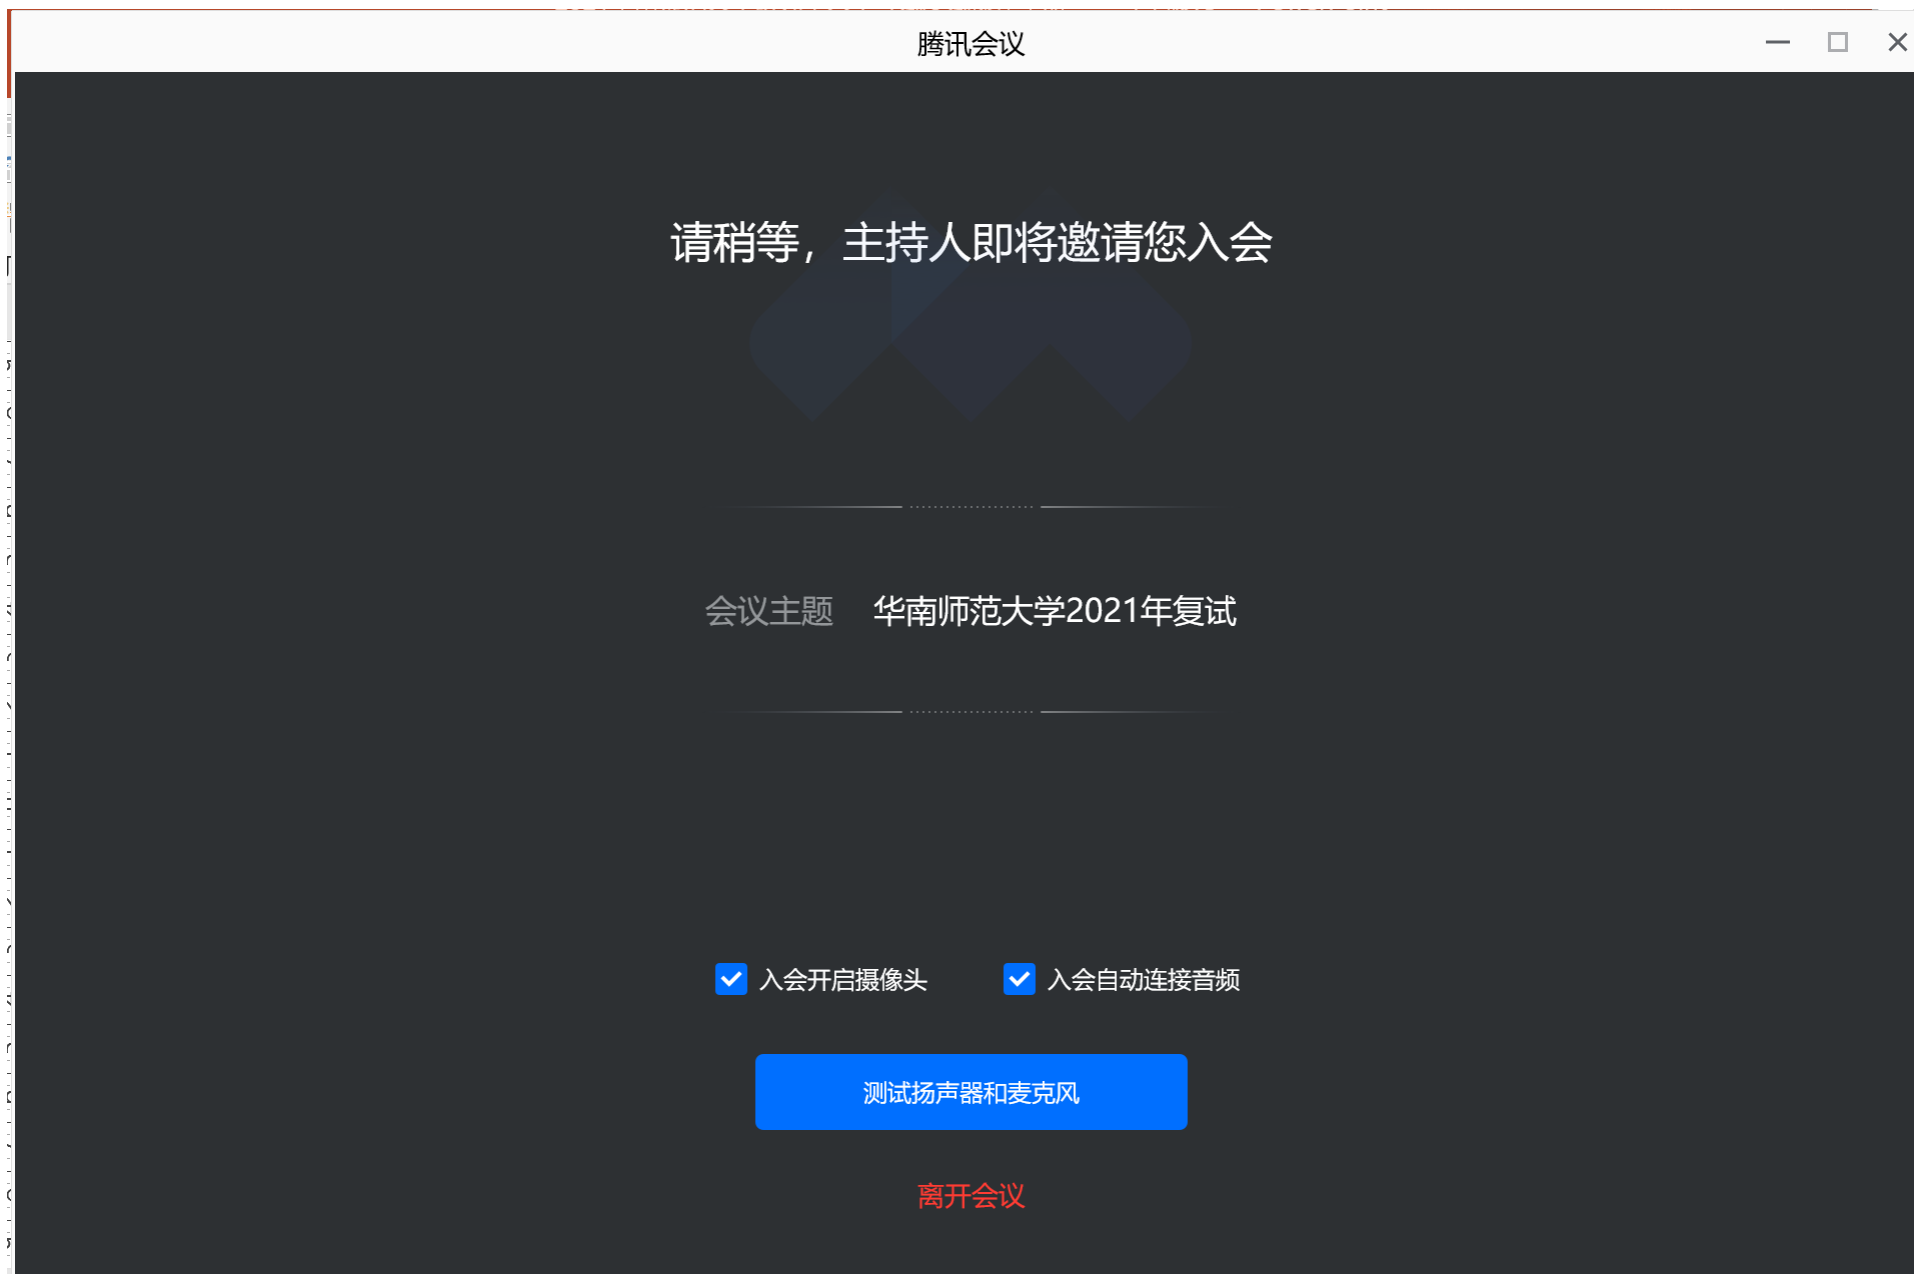 腾讯会议
请稍等，主持人即将邀请您入会
会议主题 华南师范大学2021年复试
入会开启摄像头 入会自动连接音频
测试扬声器和麦克风
离开会议